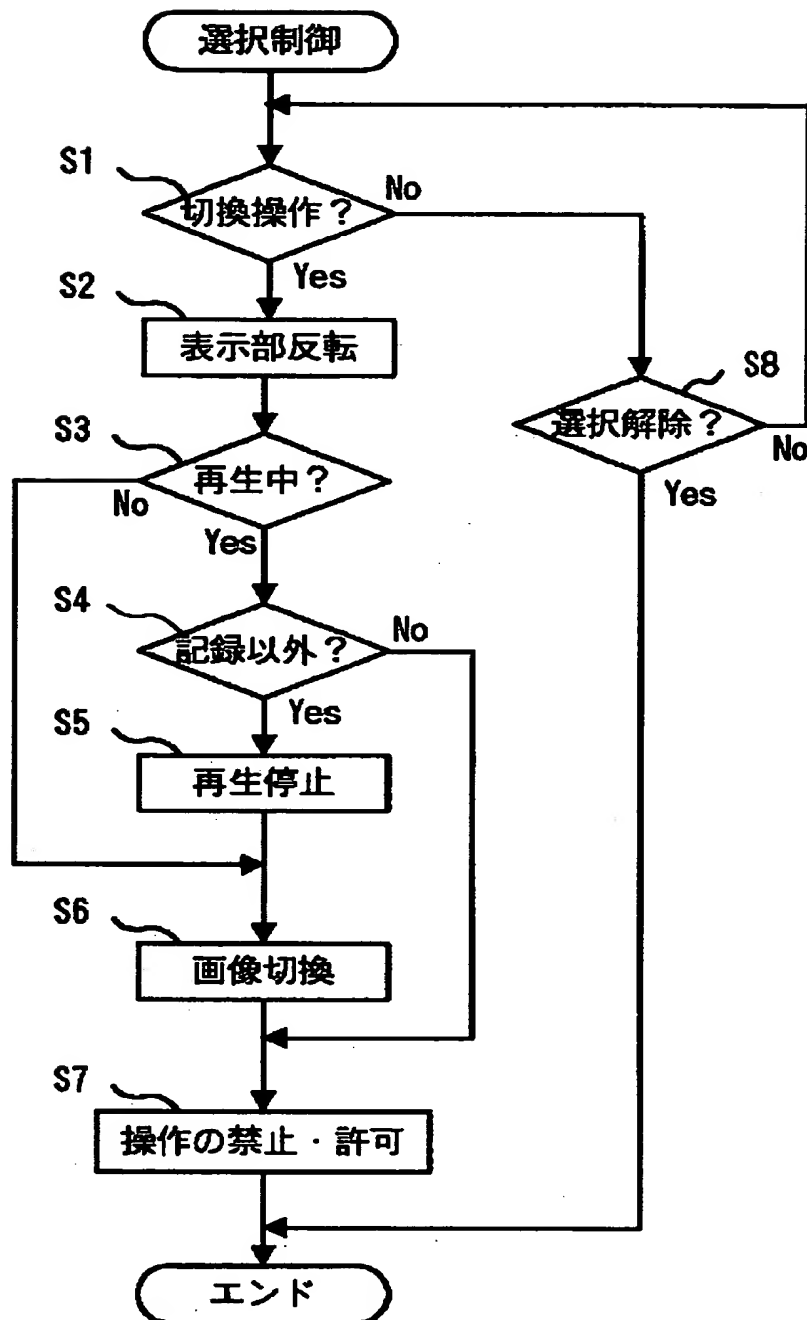 選択制御
S1
切換操作?
No
Yes
S2
表示部反転
S8
選択解除?
No
Yes
S3
再生中?
No
Yes
S4
記録以外?
No
Yes
S5
再生停止
S6
画像切換
S7
操作の禁止・許可
エンド